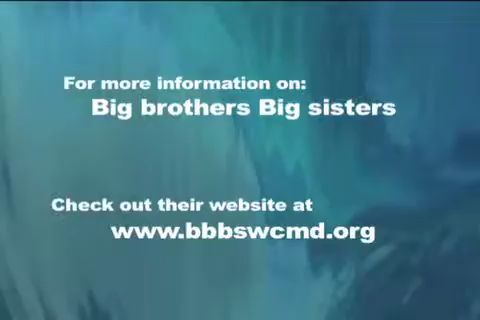 For more information on:
Big brothers Big sisters
Check out their website at
www.bbbswcmd.org